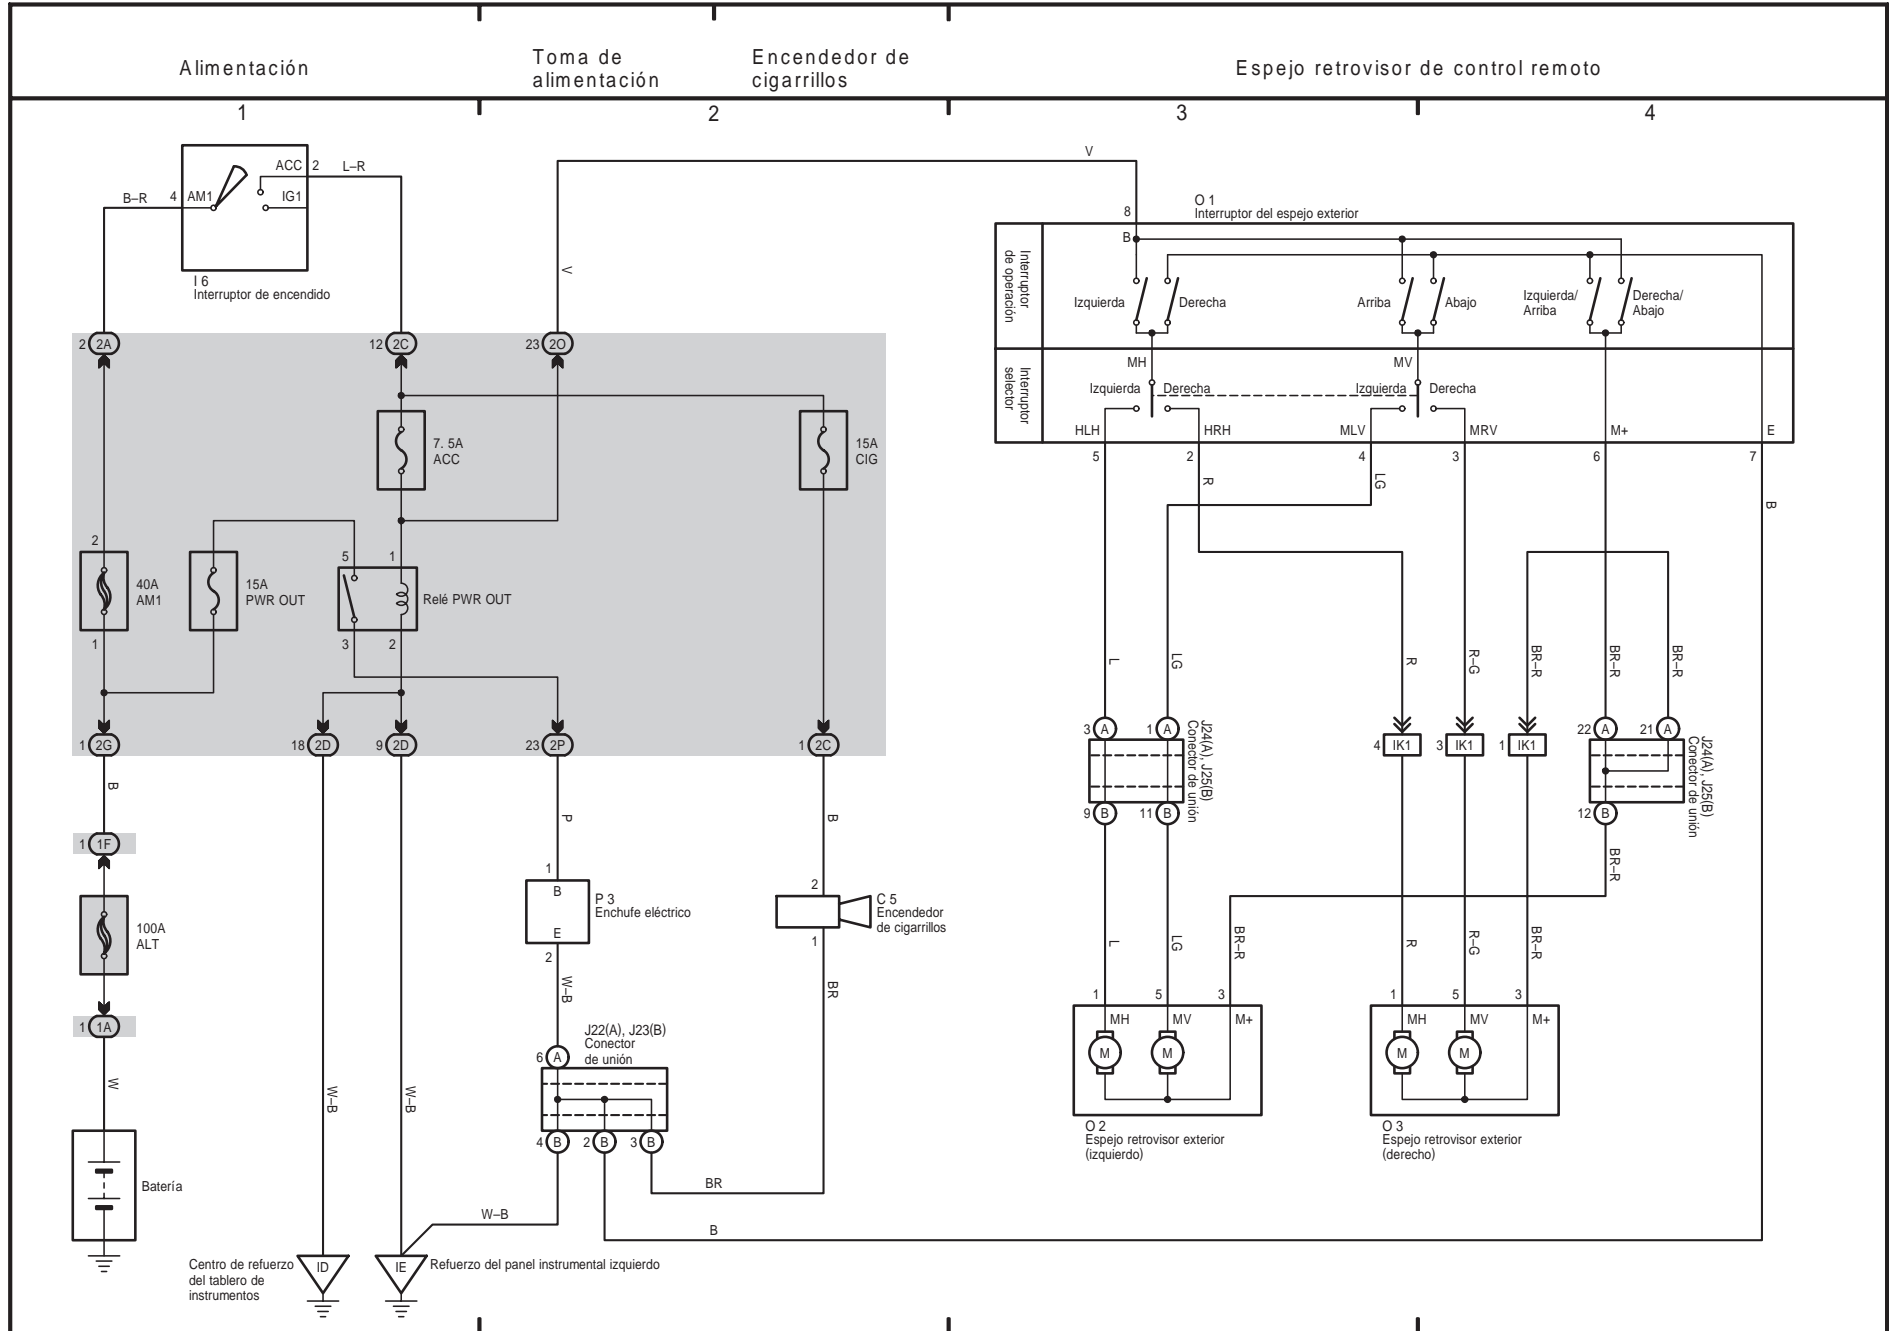 Alimentación
Toma de
alimentación
Encendedor de
cigarrillos
Espejo retrovisor de control remoto
1
2
3
4
ACC
2
L–R
B–R
4
AM1
IG1
I 6
Interruptor de encendido
V
V
8
O 1
Interruptor del espejo exterior
B
Interruptor
de operación
Izquierda
Derecha
Arriba
Abajo
Izquierda/
Arriba
Derecha/
Abajo
Interruptor
selector
MH
MV
Izquierda
Derecha
Izquierda
Derecha
HLH
HRH
MLV
MRV
M+
E
5
2
4
3
6
7
R
LG
B
2
2A
12
2C
23
2O
7. 5A
ACC
15A
CIG
2
40A
AM1
1
15A
PWR OUT
5
1
Relé PWR OUT
3
2
1
2G
18
2D
9
2D
23
2P
1
2C
L
LG
R
R–G
BR–R
BR–R
BR–R
3
A
1
A
J24(A), J25(B)
Conector de unión
9
B
11
B
4
IK1
3
IK1
1
IK1
22
A
21
A
J24(A), J25(B)
Conector de unión
12
B
BR–R
B
P
B
1
1F
100A
ALT
1
1A
W
Batería
1
B
P 3
Enchufe eléctrico
E
2
W–B
2
C 5
Encendedor
de cigarrillos
1
BR
J22(A), J23(B)
Conector
de unión
6
A
4
B
2
B
3
B
W–B
W–B
BR
W–B
B
L
LG
BR–R
R
R–G
BR–R
1
5
3
MH
MV
M+
M
M
O 2
Espejo retrovisor exterior
(izquierdo)
1
5
3
MH
MV
M+
M
M
O 3
Espejo retrovisor exterior
(derecho)
Centro de refuerzo
del tablero de
instrumentos
ID
IE
Refuerzo del panel instrumental izquierdo